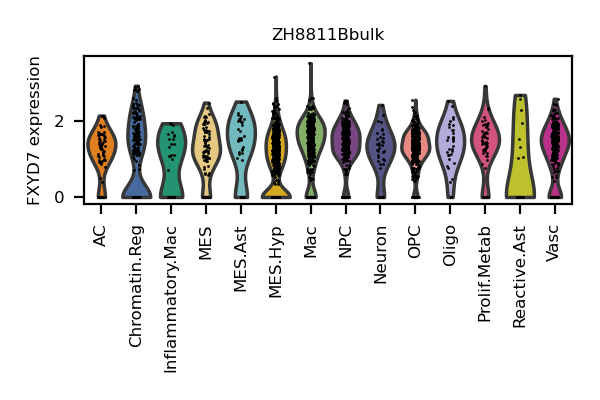 ZH8811Bbulk
FXYD7 expression
2
0
AC
Chromatin.Reg
Inflammatory.Mac
MES
MES.Ast
MES.Hyp
Mac
NPC
Neuron
OPC
Oligo
Prolif.Metab
Reactive.Ast
Vasc